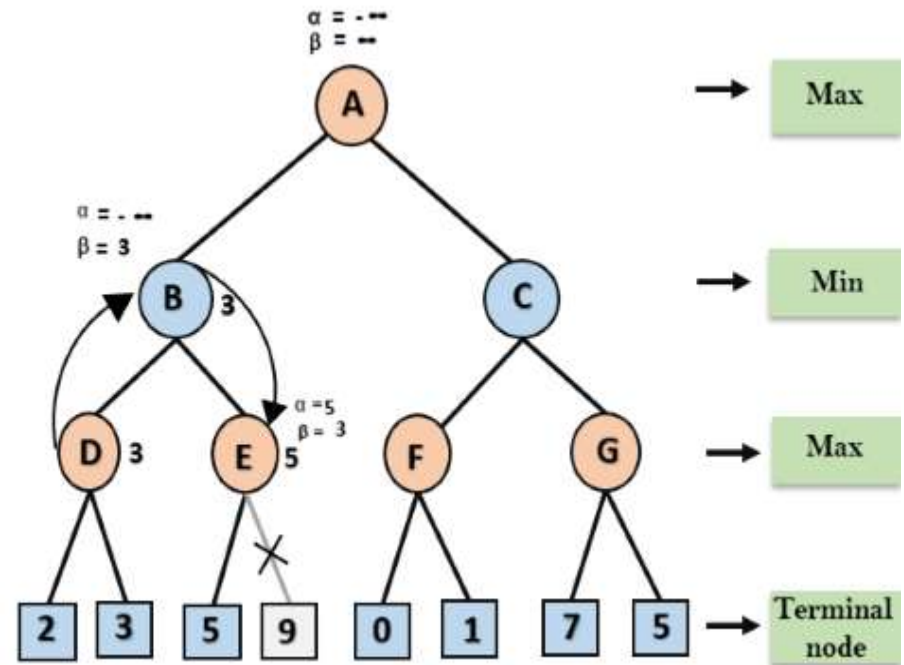 α = - ∞
β = ∞
A
Max
α = - ∞
β = 3
B
3
C
Min
α =5
β = 3
D
3
E
5
F
G
Max
2
3
5
9
0
1
7
5
Terminal
node